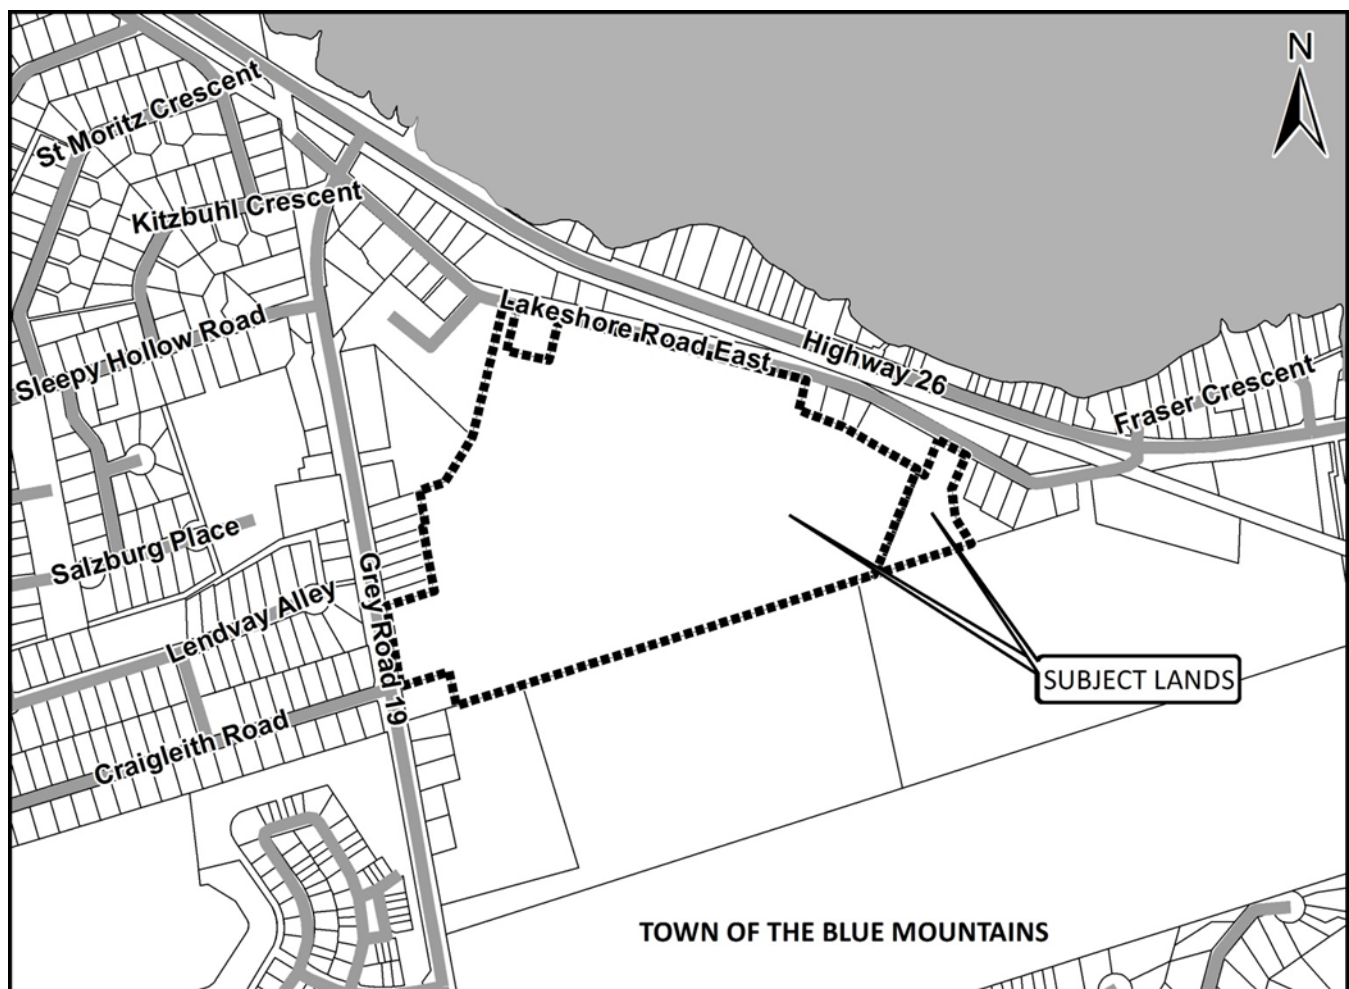 N
St Moritz Crescent
Kitzbuhl Crescent
Sleepy Hollow Road
Lakeshore Road East
Highway 26
Fraser Crescent
Salzburg Place
Lendvay Alley
Grey Road 19
Craigleith Road
SUBJECT LANDS
TOWN OF THE BLUE MOUNTAINS